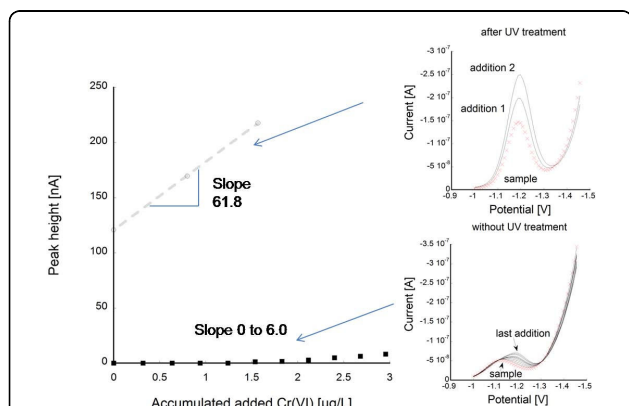 after UV treatment
-3 10⁻⁷
-2.5 10⁻⁷
-2 10⁻⁷
-1.5 10⁻⁷
-1 10⁻⁷
-5 10⁻⁸
0
Current [A]
addition 2
addition 1
sample
-1 -1.1 -1.2 -1.3 -1.4 -1.5
Potential [V]
250
200
150
100
50
0
Peak height [nA]
Slope
61.8
Slope 0 to 6.0
0 0.5 1 1.5 2 2.5 3
Accumulated added Cr(VI) [µg/L]
without UV treatment
-3.5 10⁻⁷
-3 10⁻⁷
-2.5 10⁻⁷
-2 10⁻⁷
-1.5 10⁻⁷
-1 10⁻⁷
-5 10⁻⁸
0
Current [A]
last addition
sample
-1 -1.1 -1.2 -1.3 -1.4 -1.5
Potential [V]